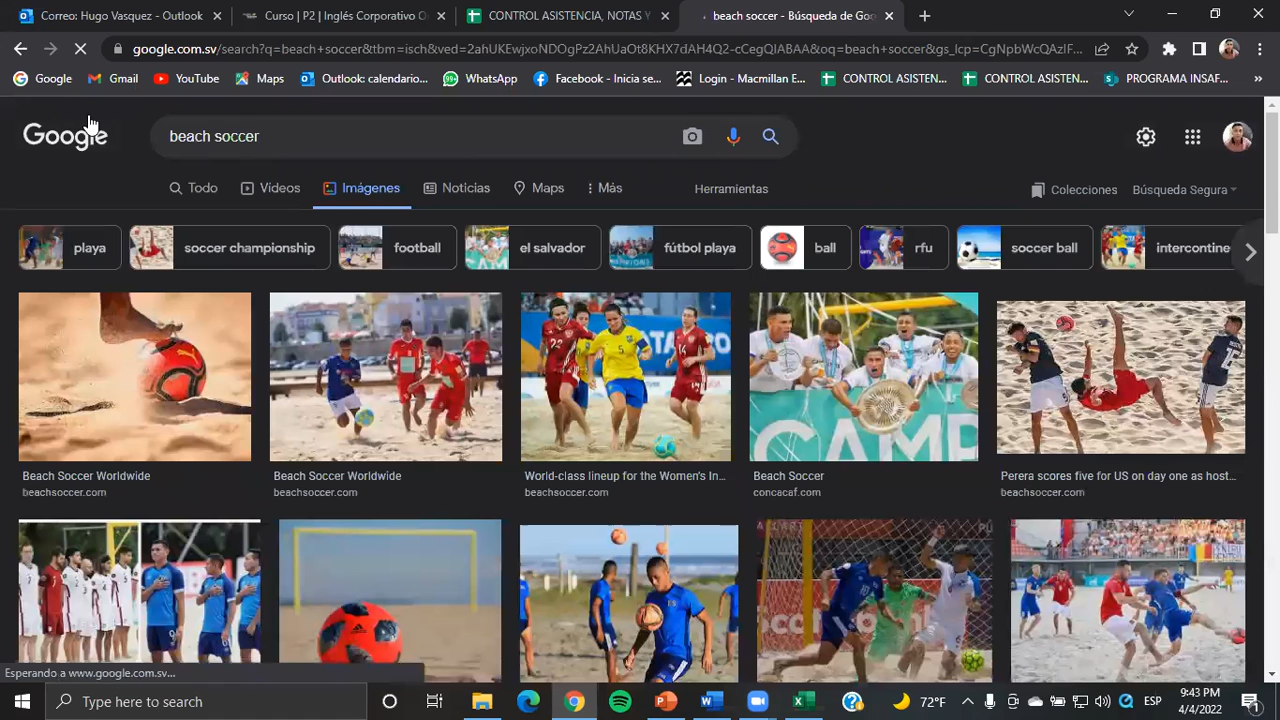 Correo: Hugo Vasquez - Outlook
Curso | P2 | Inglés Corporativo O
CONTROL ASISTENCIA, NOTAS Y
beach soccer - Búsqueda de Goo
google.com.sv/search?q=beach+soccer&tbm=isch&ved=2ahUKEwjxoNDOgPz2AhUaOt8KHX7dAH4Q2-cCegQIABAA&oq=beach+soccer&gs_lcp=CgNpbWcQAzIF...
Google
Gmail
YouTube
Maps
Outlook: calendario...
WhatsApp
Facebook - Inicia se...
Login - Macmillan E...
CONTROL ASISTEN...
CONTROL ASISTEN...
PROGRAMA INSAF...
Google
beach soccer
Todo
Videos
Imágenes
Noticias
Maps
Más
Herramientas
Colecciones
Búsqueda Segura
playa
soccer championship
football
el salvador
fútbol playa
ball
rfu
soccer ball
intercontine
CAMP
Beach Soccer Worldwide
beachsoccer.com
Beach Soccer Worldwide
beachsoccer.com
World-class lineup for the Women's In...
beachsoccer.com
Beach Soccer
concacaf.com
Perera scores five for US on day one as host...
beachsoccer.com
Esperando a www.google.com.sv...
Type here to search
72°F
ESP
9:43 PM
4/4/2022